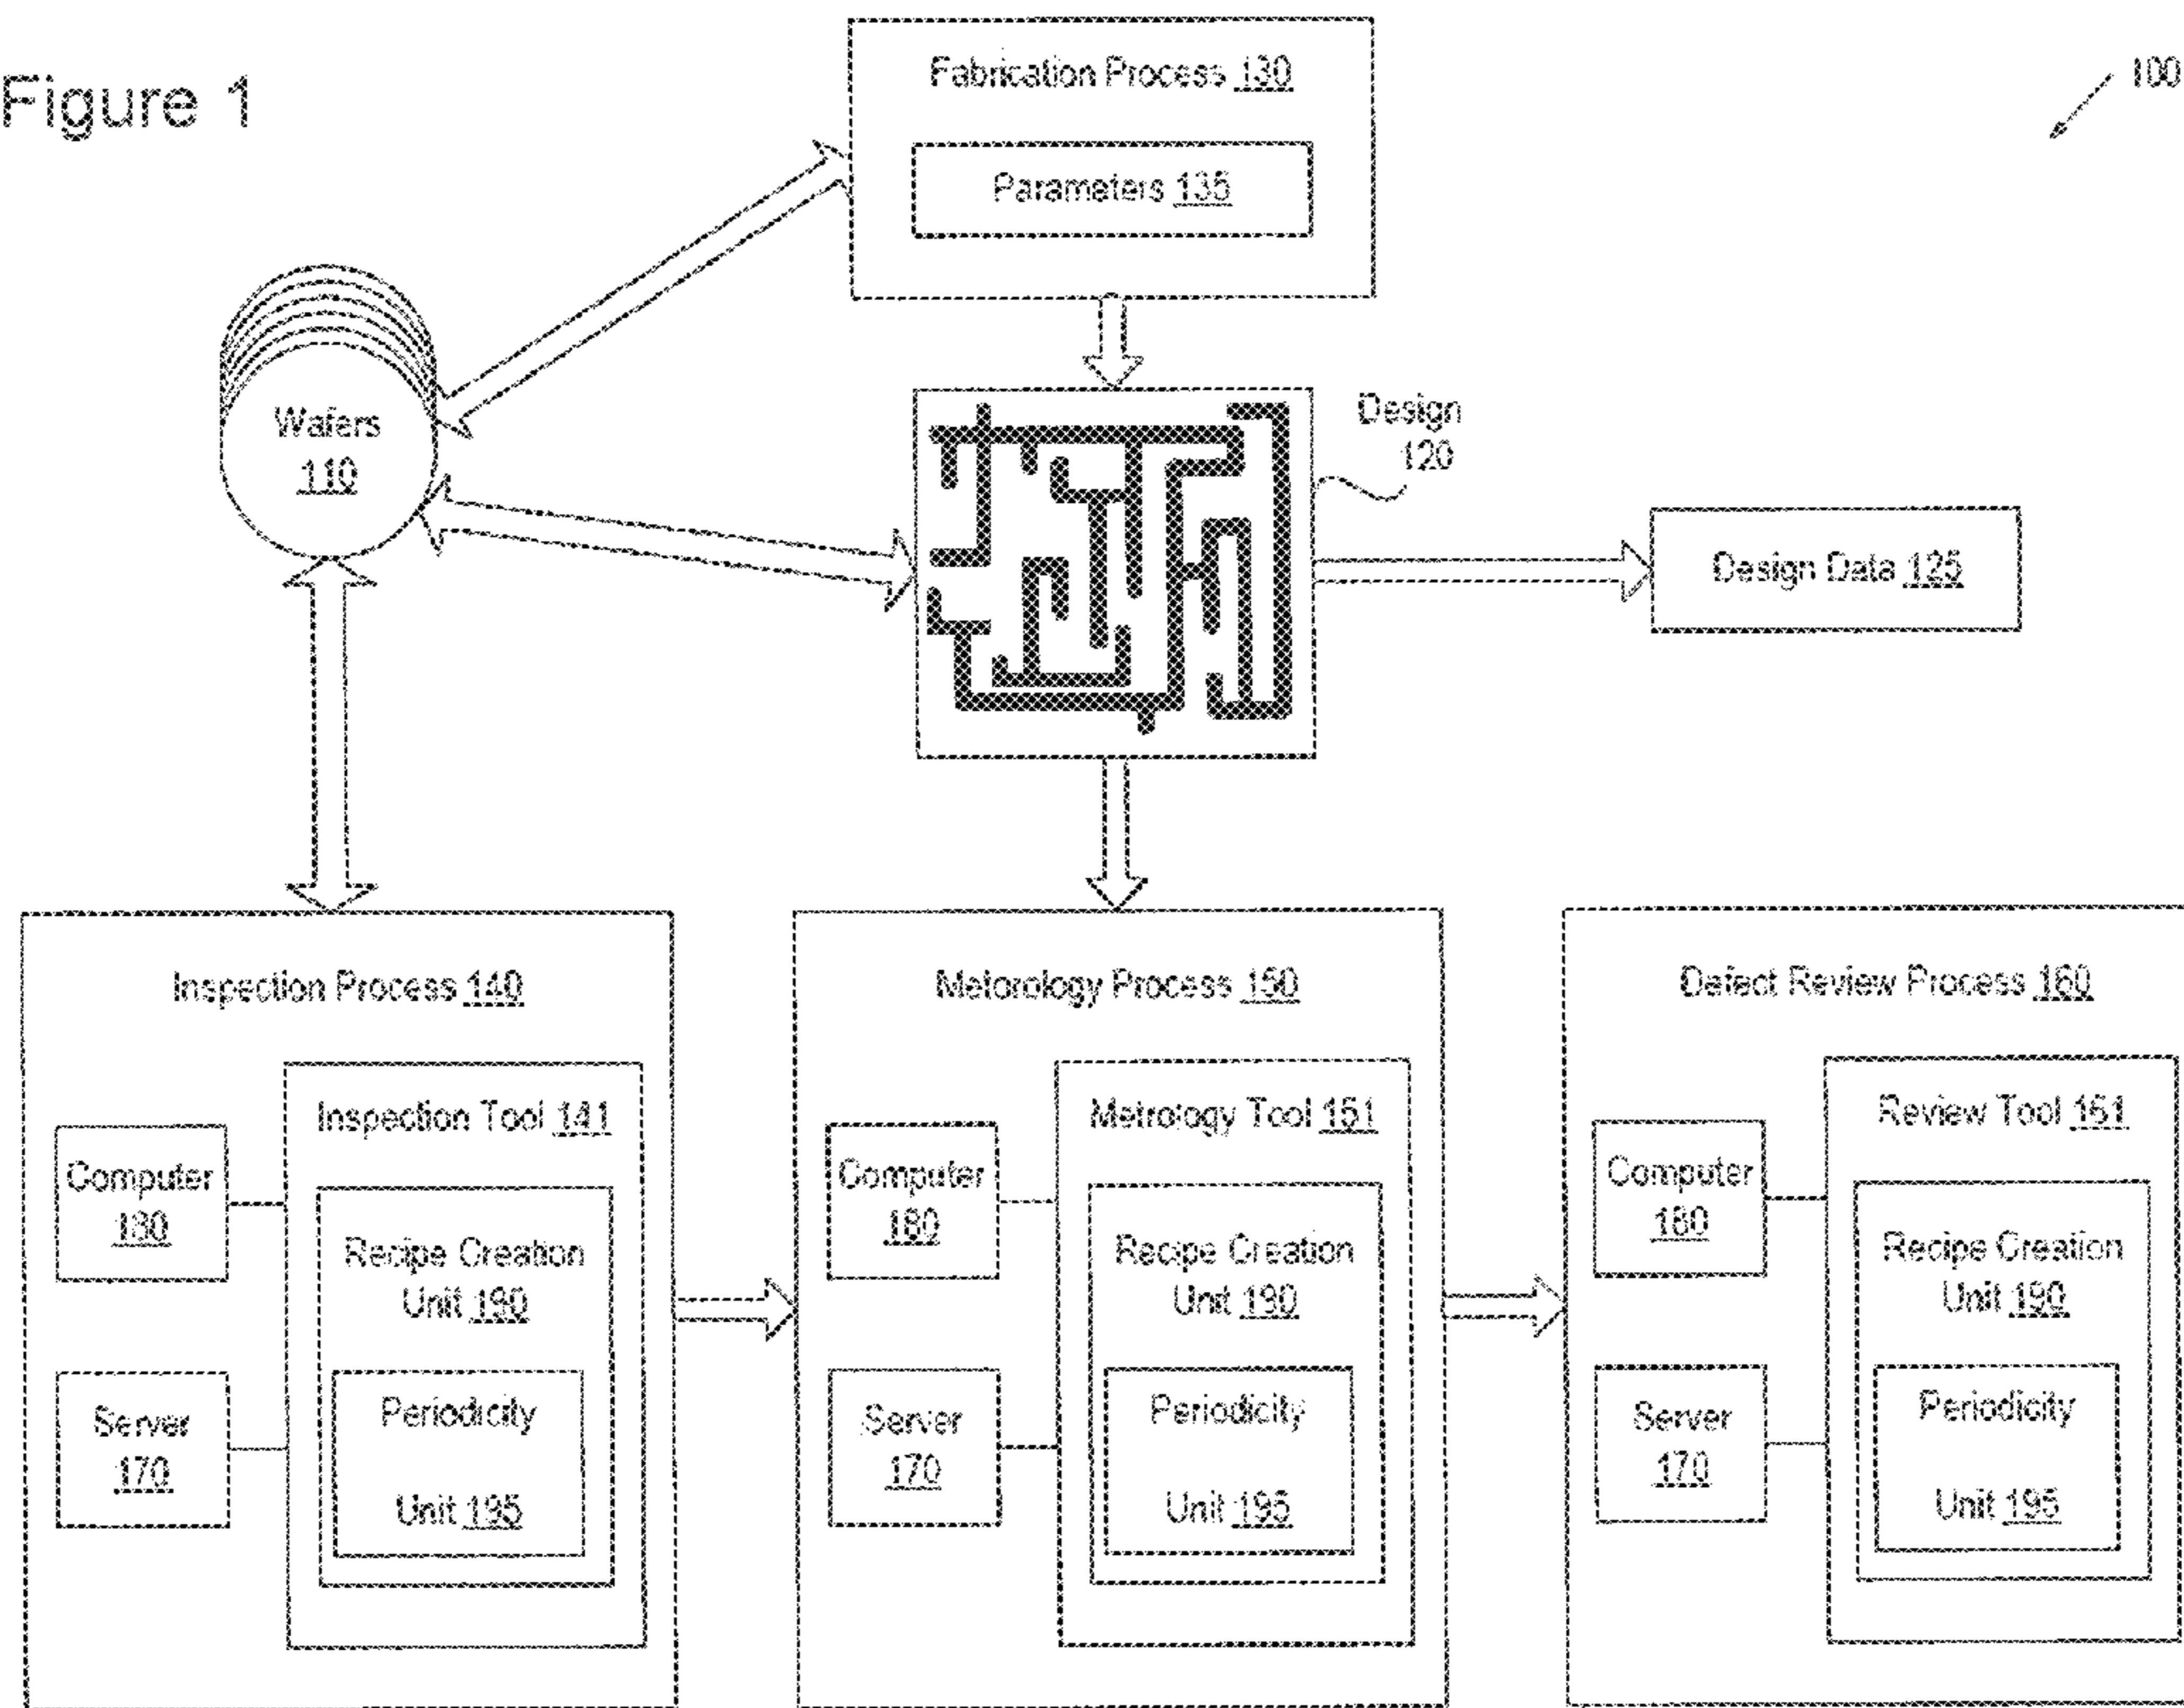 Figure 1
100
Fabrication Process 130
Parameters 135
Wafers
110
Design
120
Design Data 125
Inspection Process 140
Inspection Tool 141
Computer
180
Recipe Creation
Unit 190
Server
170
Periodicity
Unit 195
Metorology Process 150
Metrology Tool 151
Computer
180
Recipe Creation
Unit 190
Server
170
Periodicity
Unit 195
Defect Review Process 160
Review Tool 161
Computer
180
Recipe Creation
Unit 190
Server
170
Periodicity
Unit 195